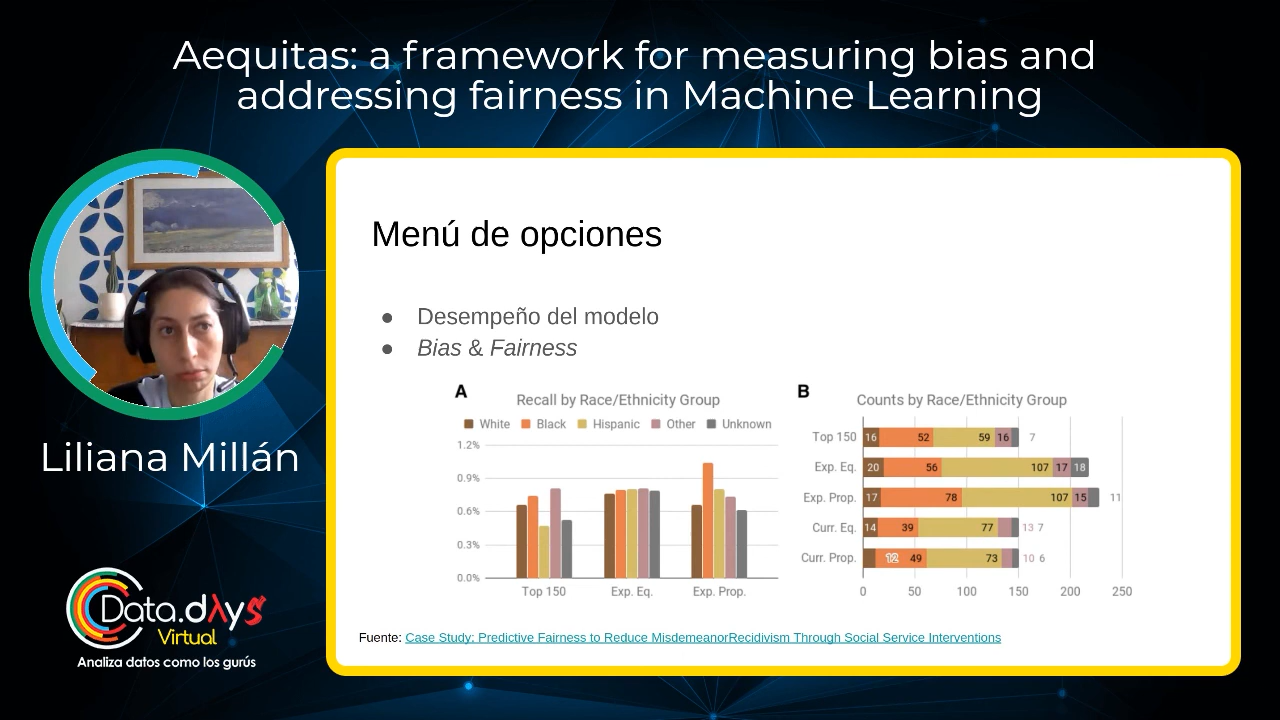 Aequitas: a framework for measuring bias and
addressing fairness in Machine Learning
Liliana Millán
Data.dλys
Virtual
Analiza datos como los gurús
Menú de opciones
● Desempeño del modelo
● Bias & Fairness
A
Recall by Race/Ethnicity Group
White Black Hispanic Other Unknown
1.2%
0.9%
0.6%
0.3%
0.0%
Top 150 Exp. Eq. Exp. Prop.
B
Counts by Race/Ethnicity Group
Top 150 16 52 59 16 7
Exp. Eq. 20 56 107 17 18
Exp. Prop. 17 78 107 15 11
Curr. Eq. 14 39 77 13 7
Curr. Prop. 12 49 73 10 6
0 50 100 150 200 250
Fuente: Case Study: Predictive Fairness to Reduce MisdemeanorRecidivism Through Social Service Interventions